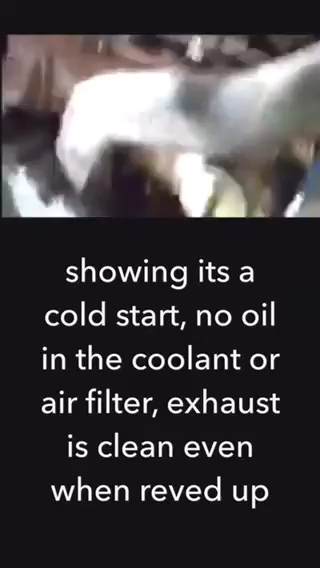 showing its a
cold start, no oil
in the coolant or
air filter, exhaust
is clean even
when reved up